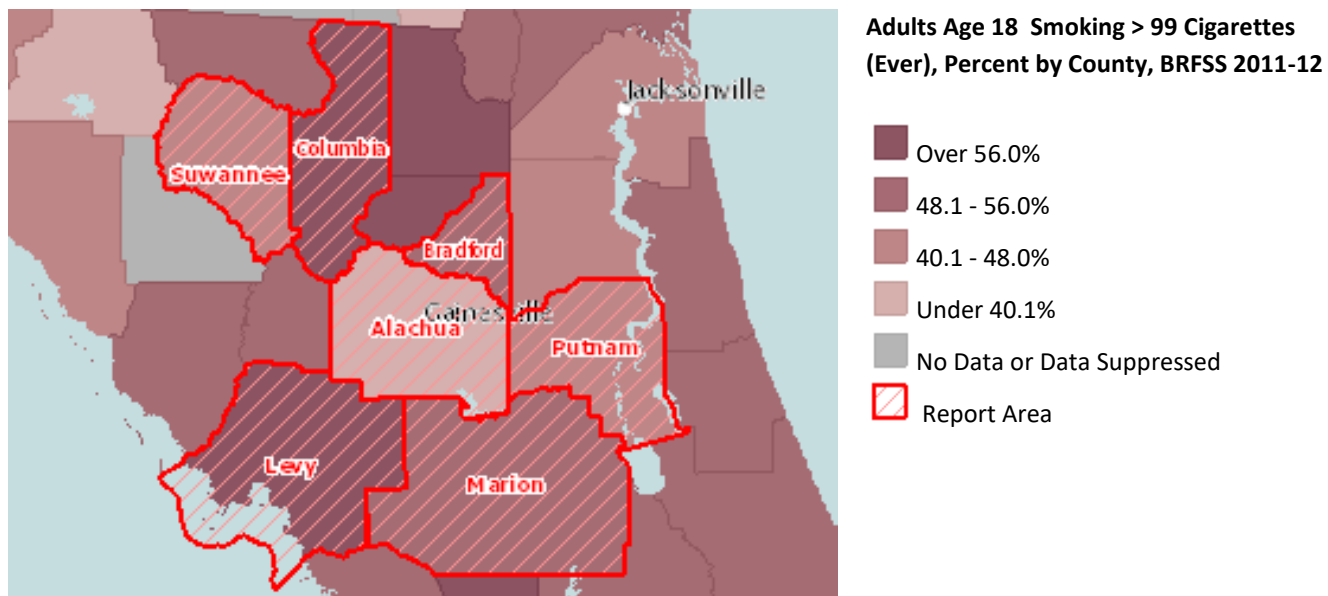 Adults Age 18 Smoking > 99 Cigarettes
(Ever), Percent by County, BRFSS 2011-12
Jacksonville
Columbia
Suwannee
Bradford
Gainesville
Alachua
Putnam
Levy
Marion
Over 56.0%
48.1 - 56.0%
40.1 - 48.0%
Under 40.1%
No Data or Data Suppressed
Report Area